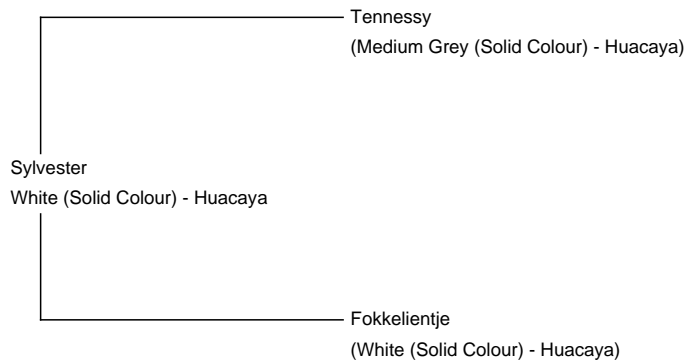 Tennessy
(Medium Grey (Solid Colour) - Huacaya)
Sylvester
White (Solid Colour) - Huacaya
Fokkelientje
(White (Solid Colour) - Huacaya)